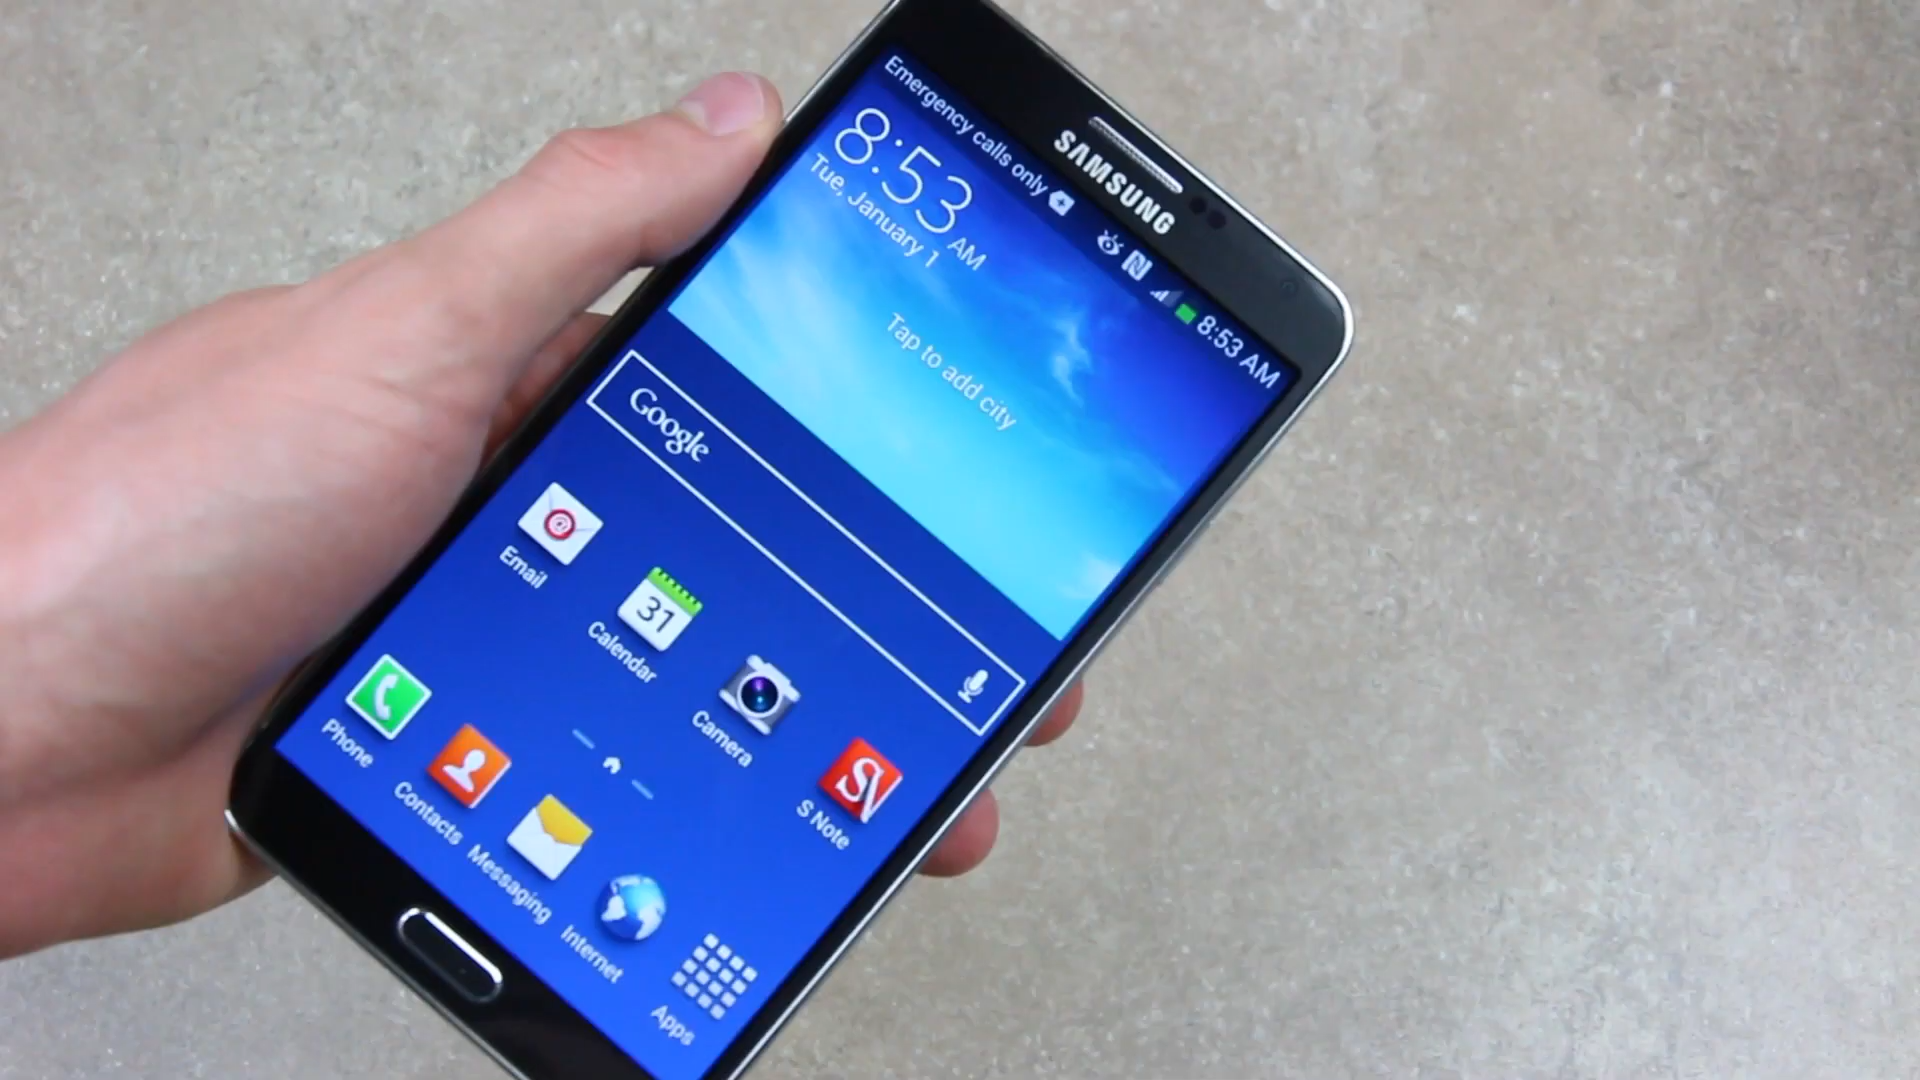 SAMSUNG
Emergency calls only
8:53 AM
8:53 AM
Tue, January 1
Tap to add city
Google
Email
31
Calendar
Camera
S Note
Phone
Contacts
Messaging
Internet
Apps